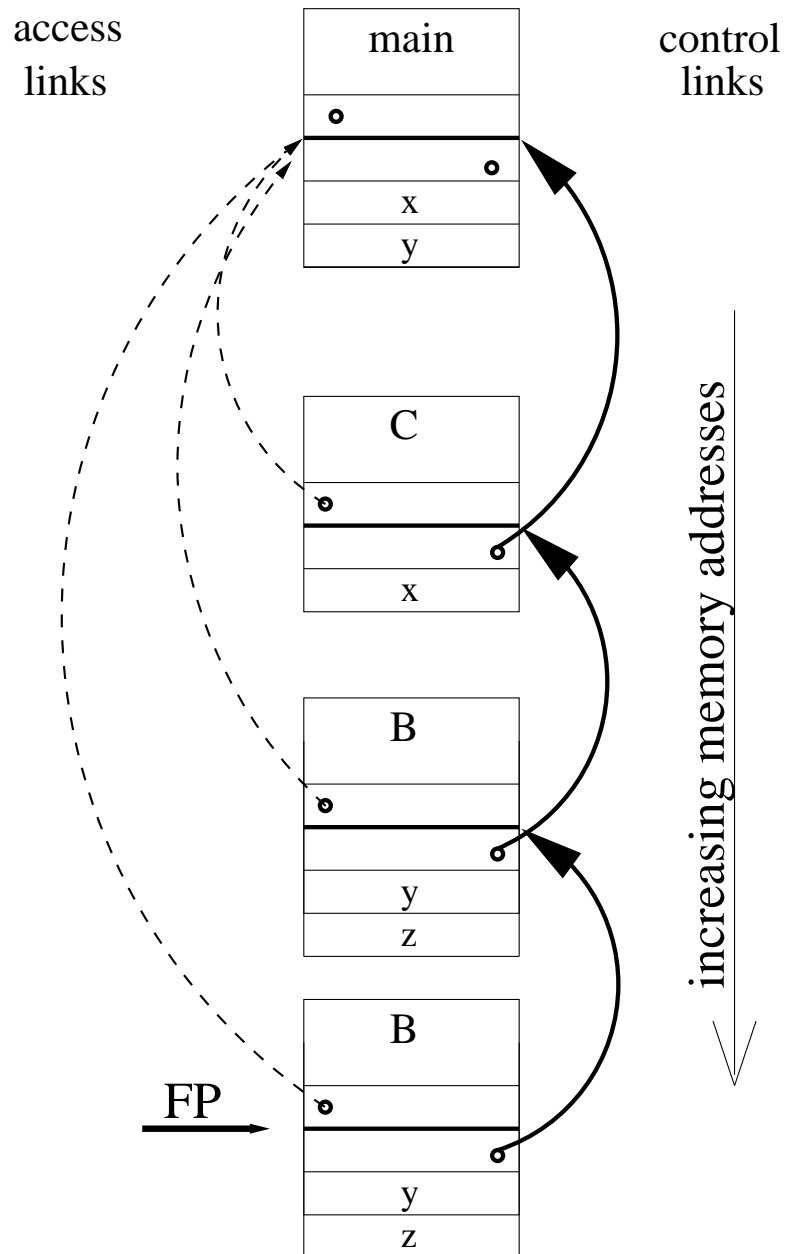 access
links
main
control
links
x
y
C
x
increasing memory addresses
B
y
z
B
FP
y
z